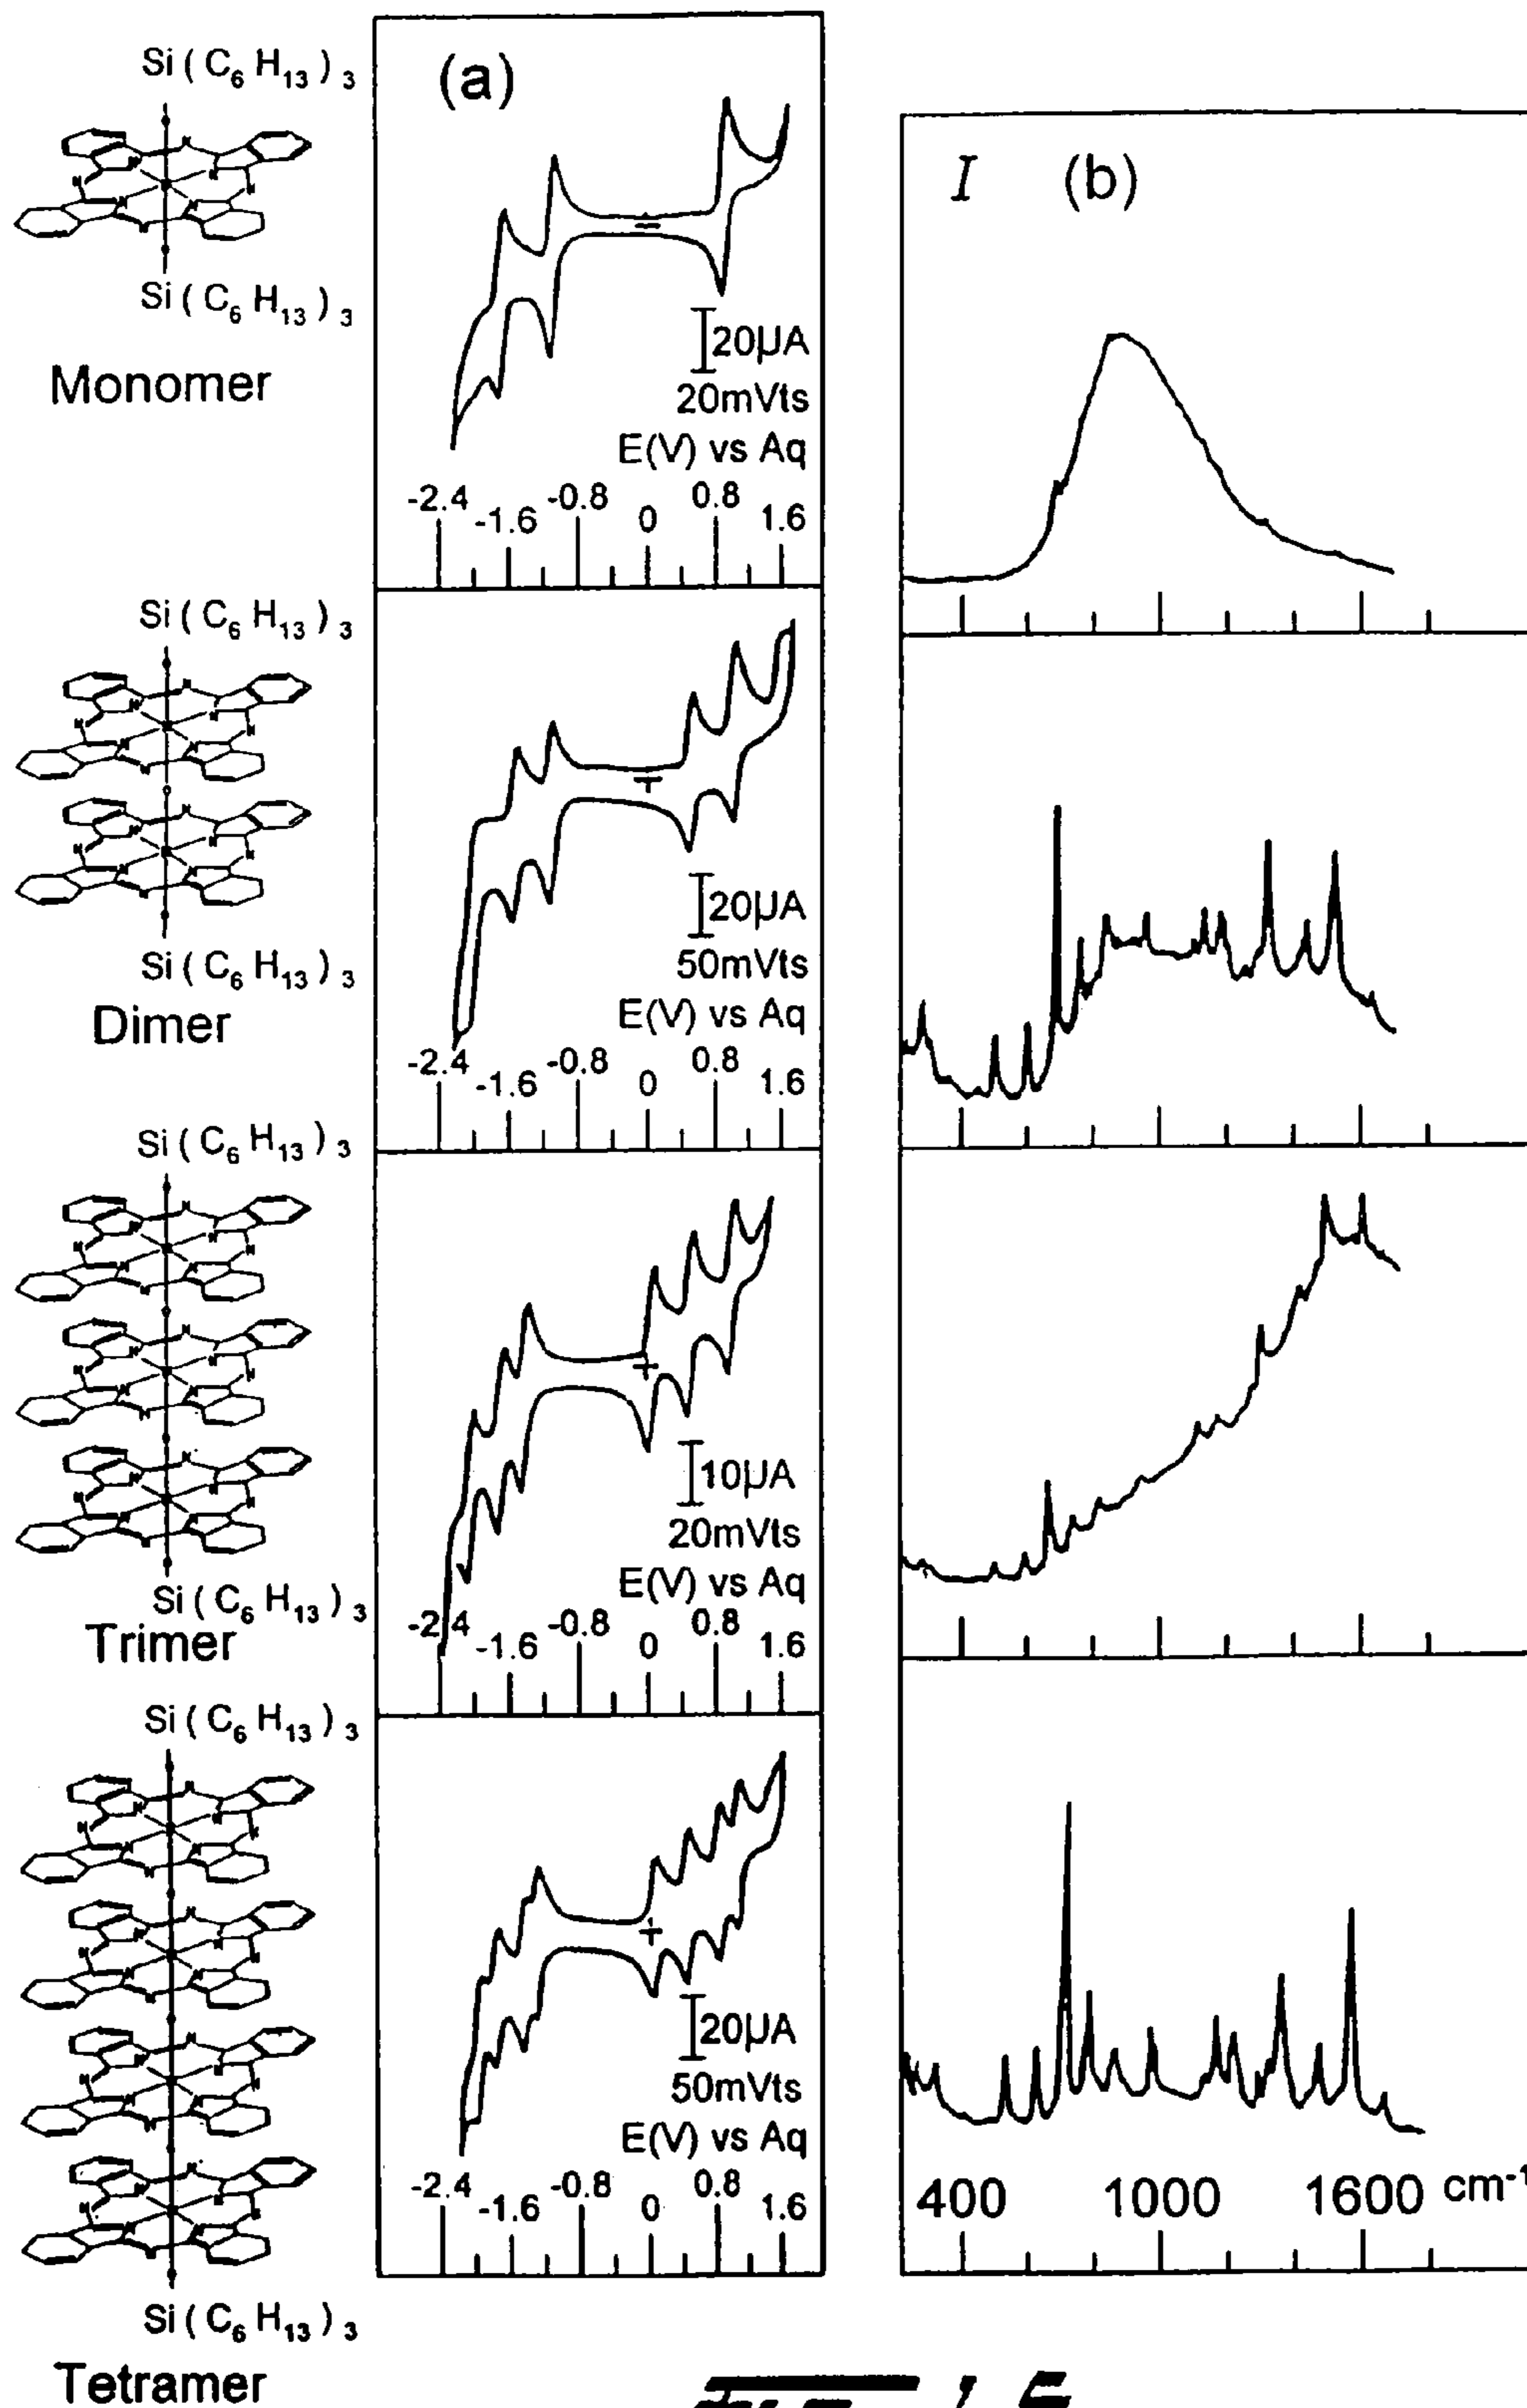 Si(C6H13)3
Si(C6H13)3
Monomer
(a)
20µA
20mVts
E(V) vs Aq
-2.4 -1.6 -0.8 0 0.8 1.6
I (b)
Si(C6H13)3
Si(C6H13)3
Dimer
20µA
50mVts
E(V) vs Aq
-2.4 -1.6 -0.8 0 0.8 1.6
Si(C6H13)3
Si(C6H13)3
Trimer
10µA
20mVts
E(V) vs Aq
-2.4 -1.6 -0.8 0 0.8 1.6
Si(C6H13)3
Si(C6H13)3
Tetramer
20µA
50mVts
E(V) vs Aq
-2.4 -1.6 -0.8 0 0.8 1.6
400 1000 1600 cm-1